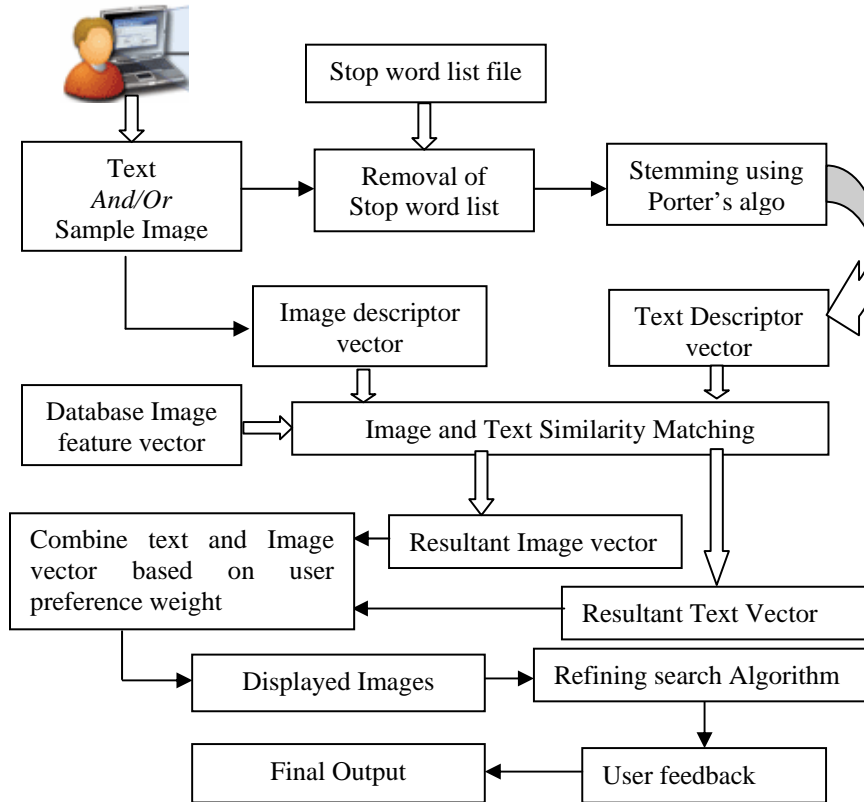 Stop word list file
Text
And/Or
Sample Image
Removal of
Stop word list
Stemming using
Porter’s algo
Image descriptor
vector
Text Descriptor
vector
Database Image
feature vector
Image and Text Similarity Matching
Combine text and Image
vector based on user
preference weight
Resultant Image vector
Resultant Text Vector
Displayed Images
Refining search Algorithm
Final Output
User feedback